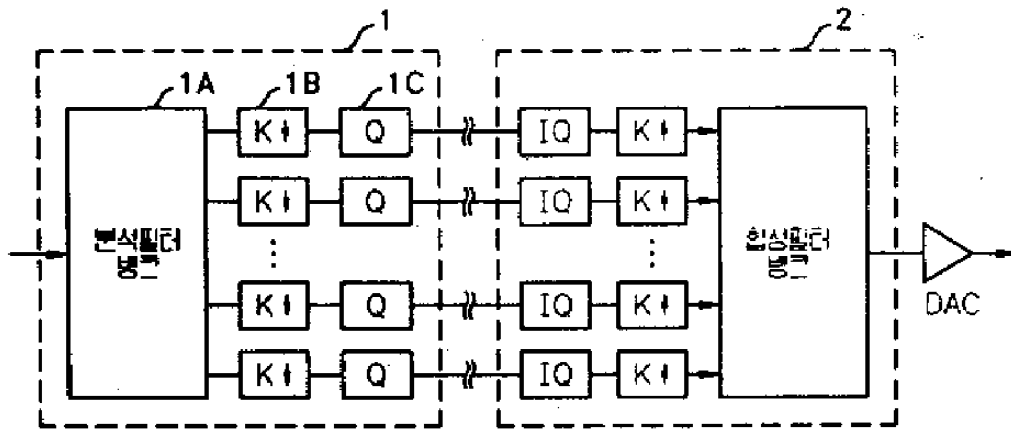 1
2
1A 1B 1C
K↓ Q IQ K↑
K↓ Q IQ K↑
분석필터
뱅크
합성필터
뱅크
K↓ Q IQ K↑
DAC
K↓ Q IQ K↑